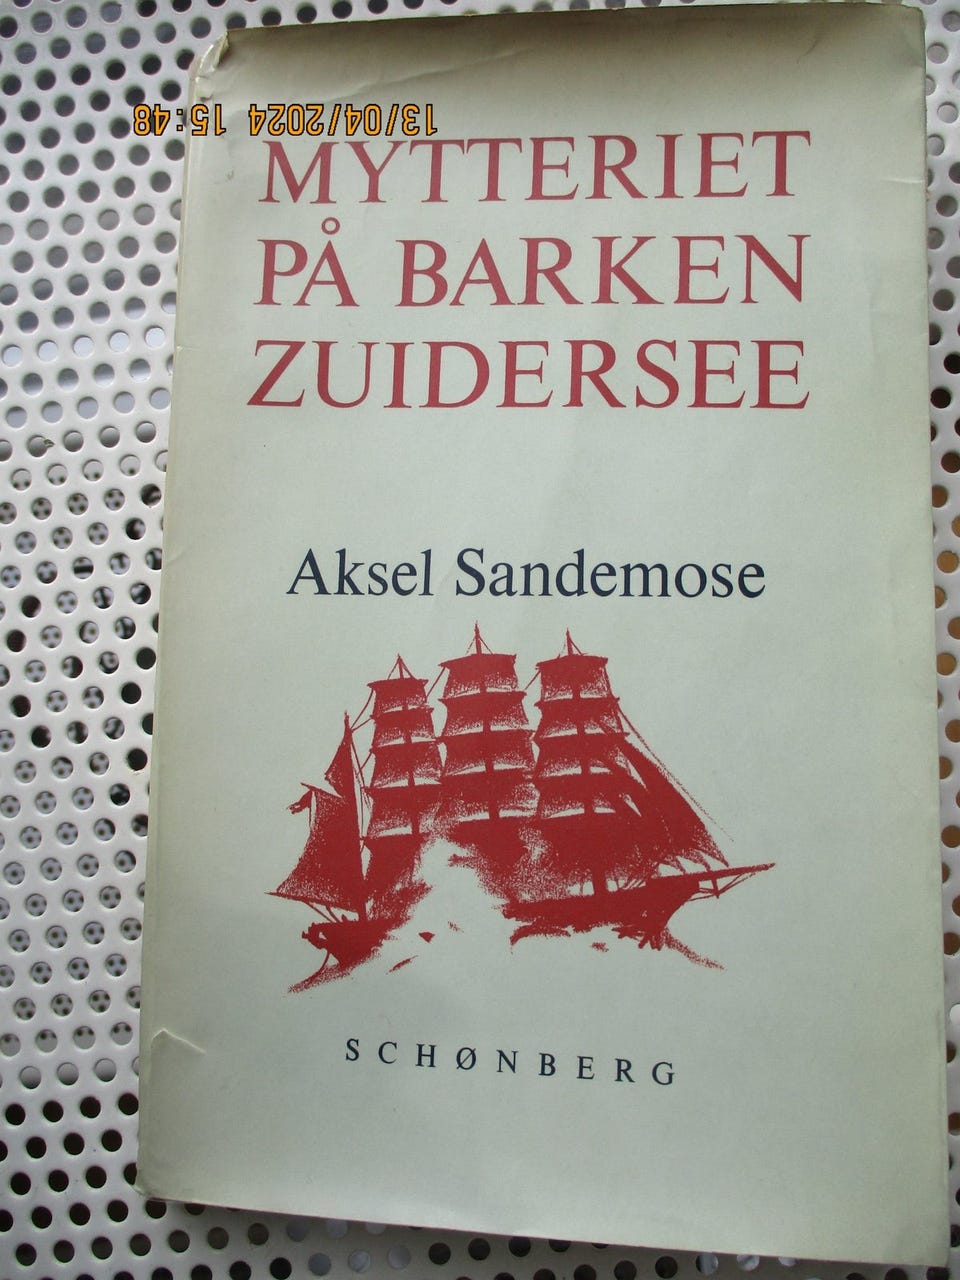 13/04/2024 15:48
MYTTERIET
PÅ BARKEN
ZUIDERSEE
Aksel Sandemose
SCHØNBERG